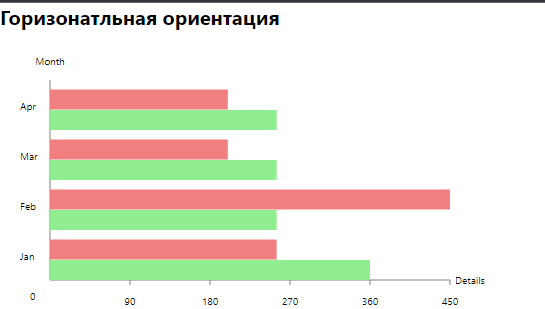 Горизонатльная ориентация
Month
Apr
Mar
Feb
Jan
Details
0 90 180 270 360 450